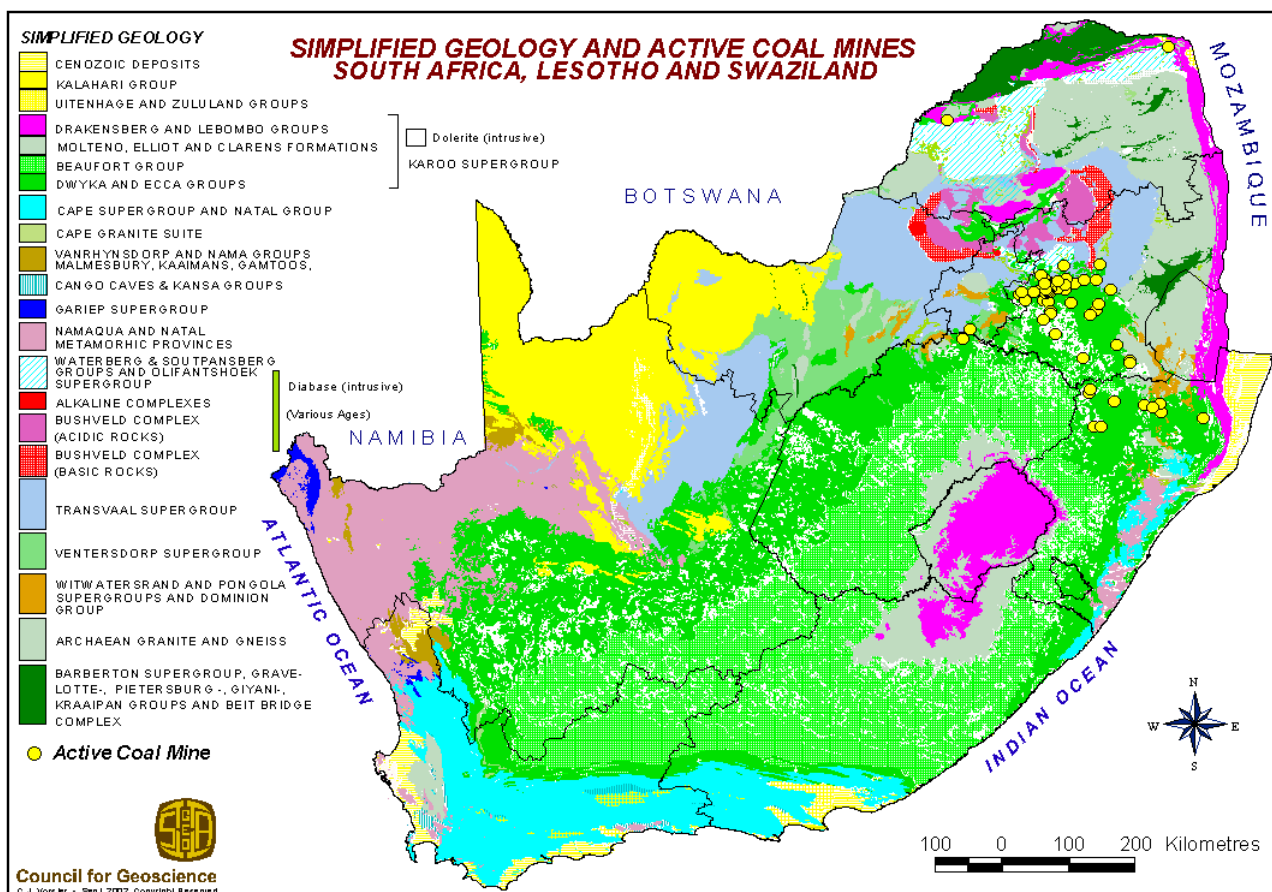 SIMPLIFIED GEOLOGY
SIMPLIFIED GEOLOGY AND ACTIVE COAL MINES
SOUTH AFRICA, LESOTHO AND SWAZILAND
CENOZOIC DEPOSITS
KALAHARI GROUP
UITENHAGE AND ZULULAND GROUPS
DRAKENSBERG AND LEBOMBO GROUPS
MOLTENO, ELLIOT AND CLARENS FORMATIONS
BEAUFORT GROUP
DWYKA AND ECCA GROUPS
Dolerite (intrusive)
KAROO SUPERGROUP
CAPE SUPERGROUP AND NATAL GROUP
CAPE GRANITE SUITE
VANRHYNSDORP AND NAMA GROUPS
MALMESBURY, KAAIMANS, GAMTOOS,
CANGO CAVES & KANSA GROUPS
GARIEP SUPERGROUP
NAMAQUA AND NATAL
METAMORHIC PROVINCES
WATERBERG & SOUTPANSBERG
GROUPS AND OLIFANTSHOEK
SUPERGROUP
Diabase (intrusive)
(Various Ages)
ALKALINE COMPLEXES
BUSHVELD COMPLEX
(ACIDIC ROCKS)
BUSHVELD COMPLEX
(BASIC ROCKS)
TRANSVAAL SUPERGROUP
VENTERSDORP SUPERGROUP
WITWATERSRAND AND PONGOLA
SUPERGROUPS AND DOMINION
GROUP
ARCHAEAN GRANITE AND GNEISS
BARBERTON SUPERGROUP, GRAVE-
LOTTE-, PIETERSBURG -, GIYANI-,
KRAAIPAN GROUPS AND BEIT BRIDGE
COMPLEX
Active Coal Mine
Council for Geoscience
MOZAMBIQUE
BOTSWANA
NAMIBIA
ATLANTIC OCEAN
INDIAN OCEAN
N
W
E
S
100 0 100 200 Kilometres